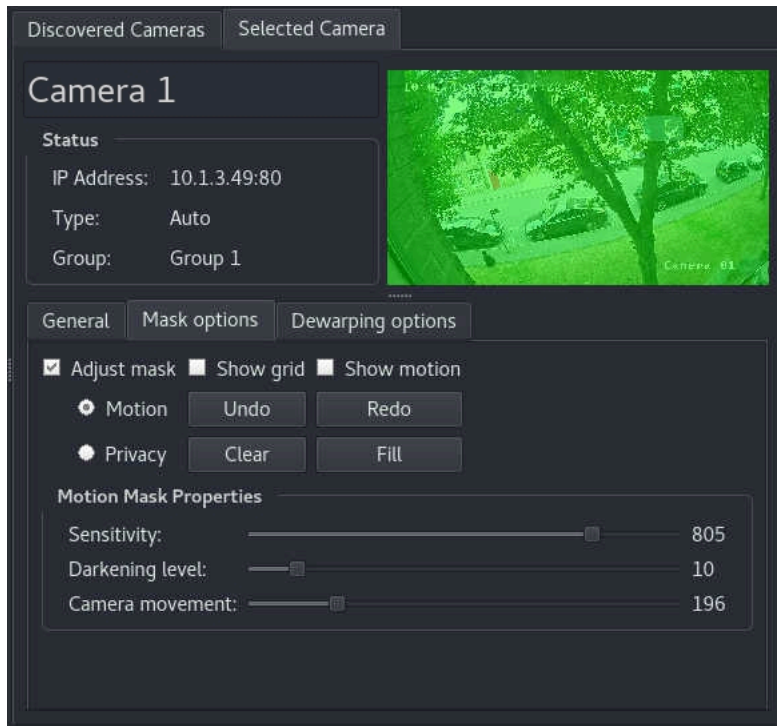 Discovered Cameras Selected Camera
Camera 1
Status
IP Address: 10.1.3.49:80
Type: Auto
Group: Group 1
Camera 01
General Mask options Dewarping options
Adjust mask Show grid Show motion
Motion Undo Redo
Privacy Clear Fill
Motion Mask Properties
Sensitivity: 805
Darkening level: 10
Camera movement: 196